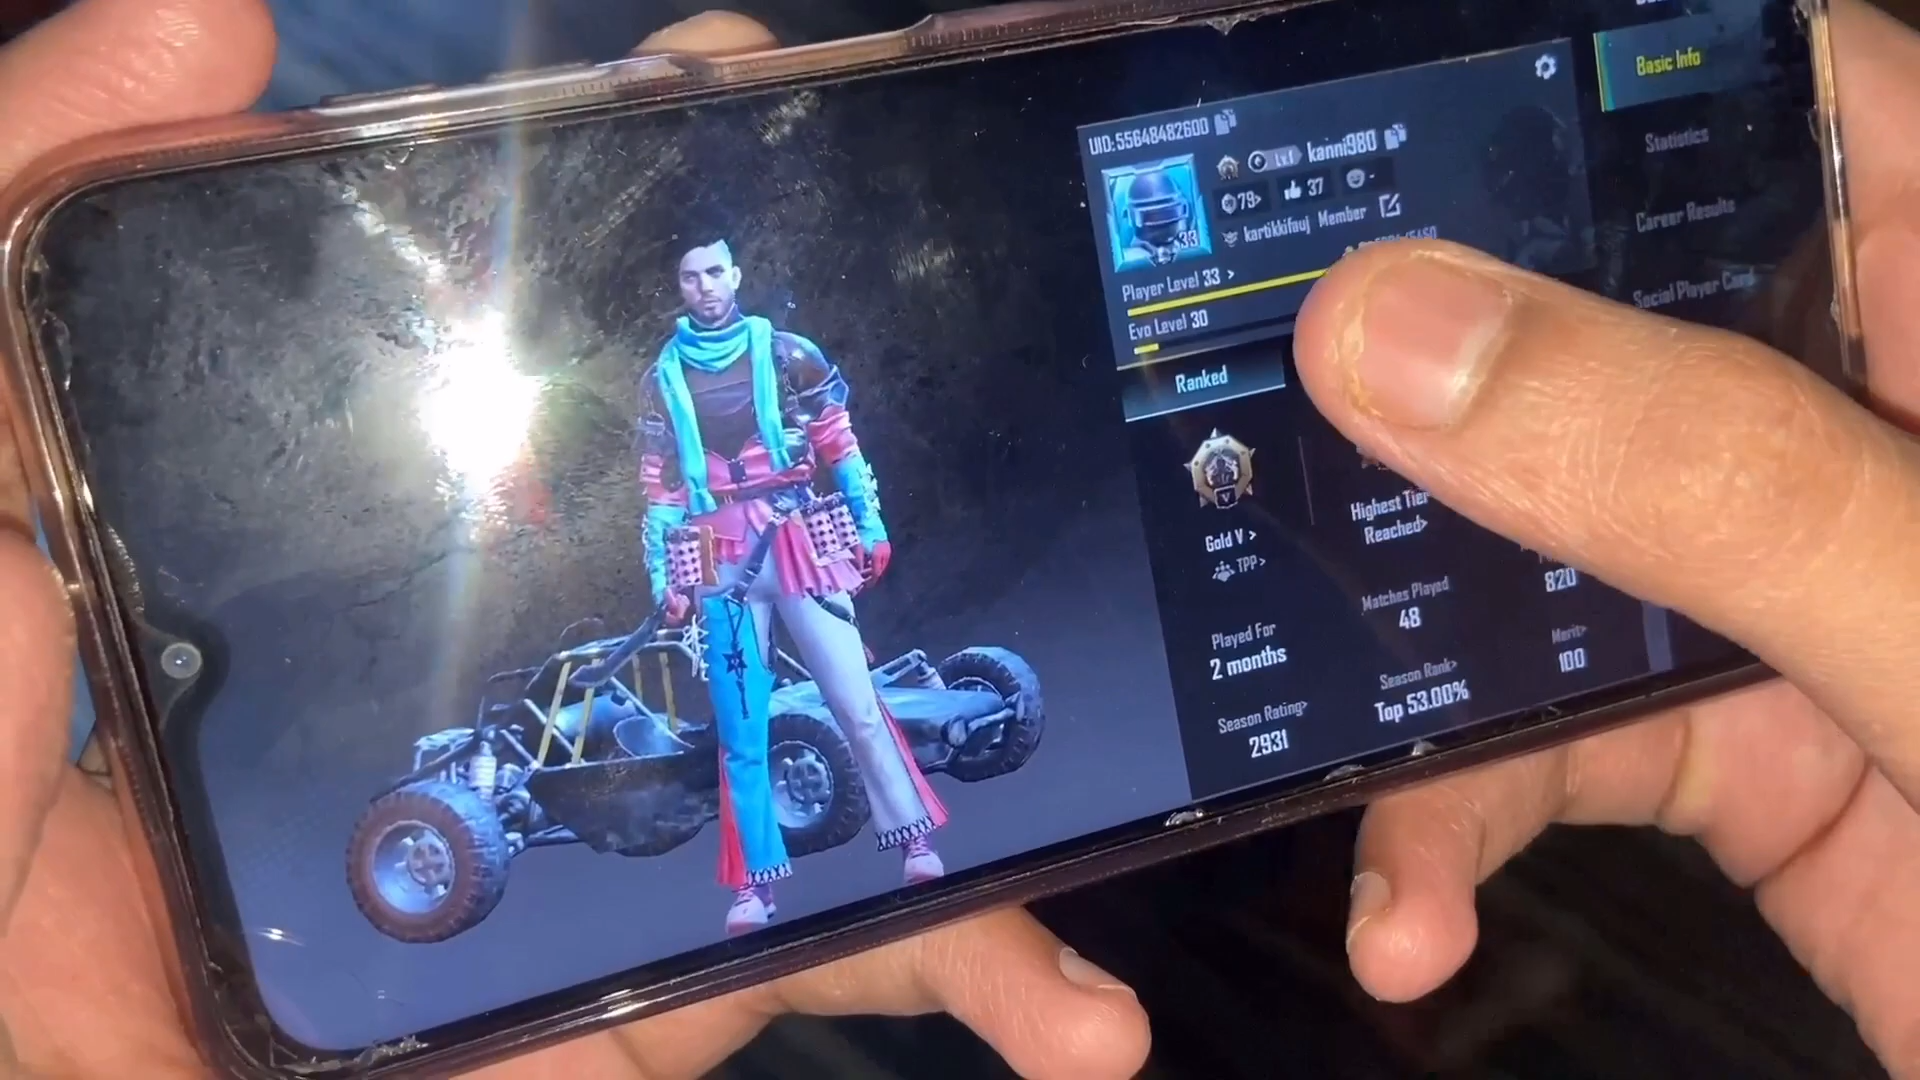 UID:55648482600
Lv.1 kanni980
79> 37 -
kartikkifauj Member
33
Player Level 33 >
Evo Level 30
Ranked
V
Gold V >
TPP>
Highest Tier
Reached>
Played For
2 months
Matches Played
48
820
Season Rating>
2931
Season Rank>
Top 53.00%
Merit>
100
Basic Info
Statistics
Career Results
Social Player Card